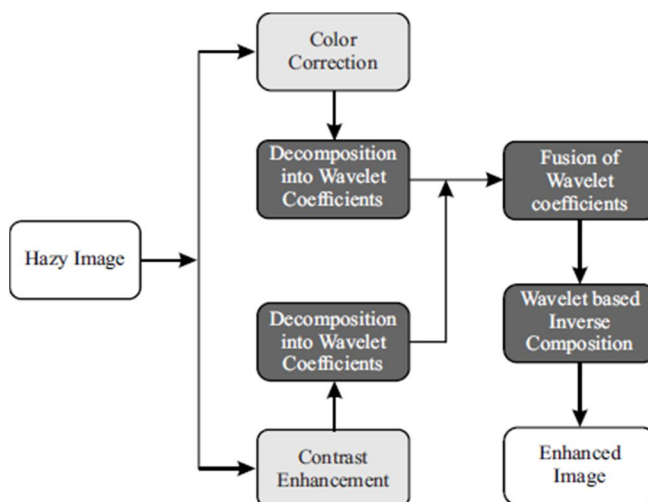 Color
Correction
Decomposition
into Wavelet
Coefficients
Fusion of
Wavelet
coefficients
Hazy Image
Decomposition
into Wavelet
Coefficients
Wavelet based
Inverse
Composition
Contrast
Enhancement
Enhanced
Image